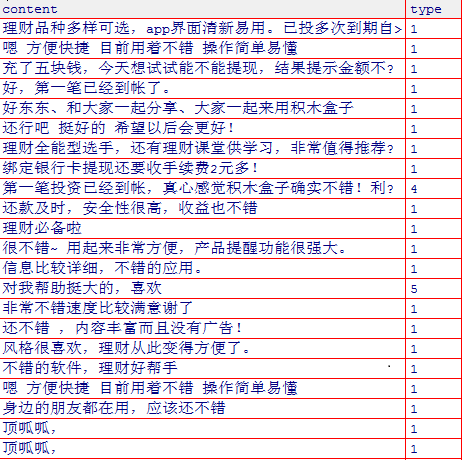 content type
理财品种多样可选，app界面清新易用。已投多次到期自> 1
嗯 方便快捷 目前用着不错 操作简单易懂 1
充了五块钱，今天想试试能不能提现，结果提示金额不? 1
好，第一笔已经到帐了。 1
好东东、和大家一起分享、大家一起来用积木盒子 1
还行吧 挺好的 希望以后会更好！ 1
理财全能型选手，还有理财课堂供学习，非常值得推荐? 1
绑定银行卡提现还要收手续费2元多！ 1
第一笔投资已经到帐，真心感觉积木盒子确实不错！利? 4
还款及时，安全性很高，收益也不错 1
理财必备啦 1
很不错~ 用起来非常方便，产品提醒功能很强大。 1
信息比较详细，不错的应用。 1
对我帮助挺大的，喜欢 5
非常不错速度比较满意谢了 1
还不错 ，内容丰富而且没有广告！ 1
风格很喜欢，理财从此变得方便了。 1
不错的软件，理财好帮手 1
嗯 方便快捷 目前用着不错 操作简单易懂 1
身边的朋友都在用，应该还不错 1
顶呱呱， 1
顶呱呱， 1